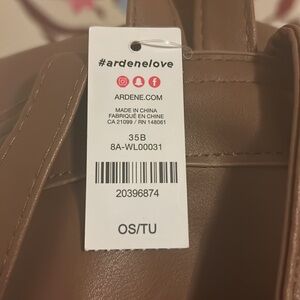 #ardenelove
ARDENE.COM
MADE IN CHINA
FABRIQUÉ EN CHINE
CA 21099 / RN 148061
35B
8A-WL00031
20396874
OS/TU